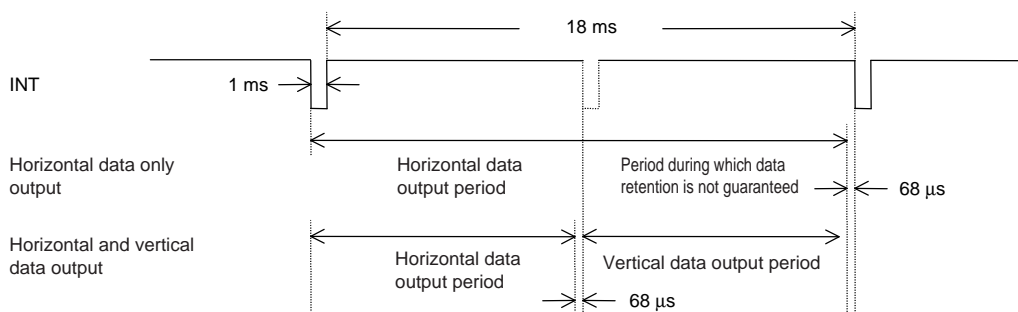 18 ms
INT
1 ms
Horizontal data only
output
Horizontal data
output period
Period during which data
retention is not guaranteed
68 μs
Horizontal and vertical
data output
Horizontal data
output period
Vertical data output period
68 μs